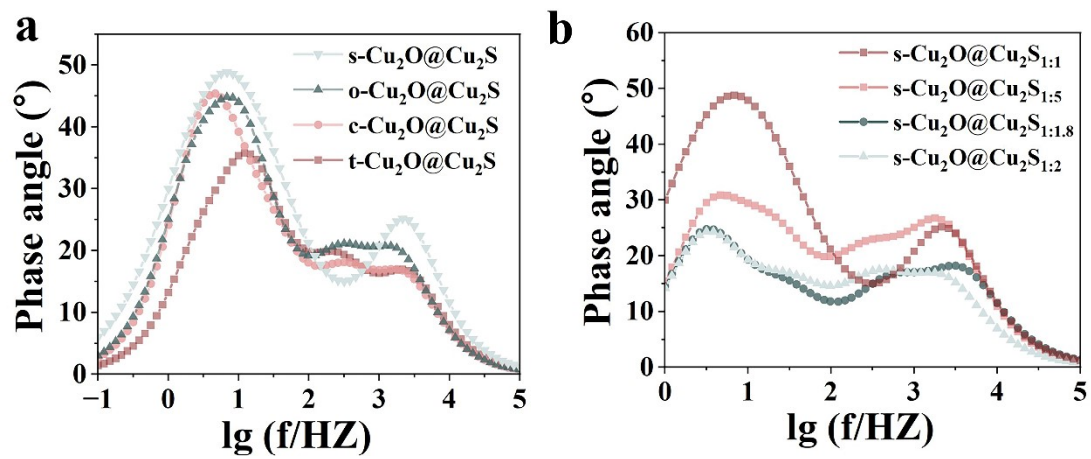 a
Phase angle (°)
50
40
30
20
10
0
s-Cu₂O@Cu₂S
o-Cu₂O@Cu₂S
c-Cu₂O@Cu₂S
t-Cu₂O@Cu₂S
−1 0 1 2 3 4 5
lg (f/HZ)
b
Phase angle (°)
60
50
40
30
20
10
0
s-Cu₂O@Cu₂S₁:₁
s-Cu₂O@Cu₂S₁:₅
s-Cu₂O@Cu₂S₁:₁.₈
s-Cu₂O@Cu₂S₁:₂
0 1 2 3 4 5
lg (f/HZ)